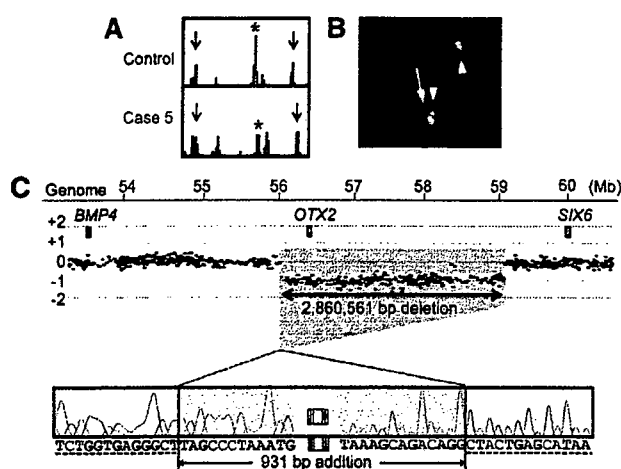 A
B
Control
Case 5
*
*
C
Genome 54 55 56 57 58 59 60 (Mb)
BMP4 OTX2 SIX6
+2
+1
0
-1
-2
2,860,561 bp deletion
TCTGGTGAGGGCTTAGCCCTAAATG TAAAGCAGACAGGCTACTGAGCATAA
931 bp addition